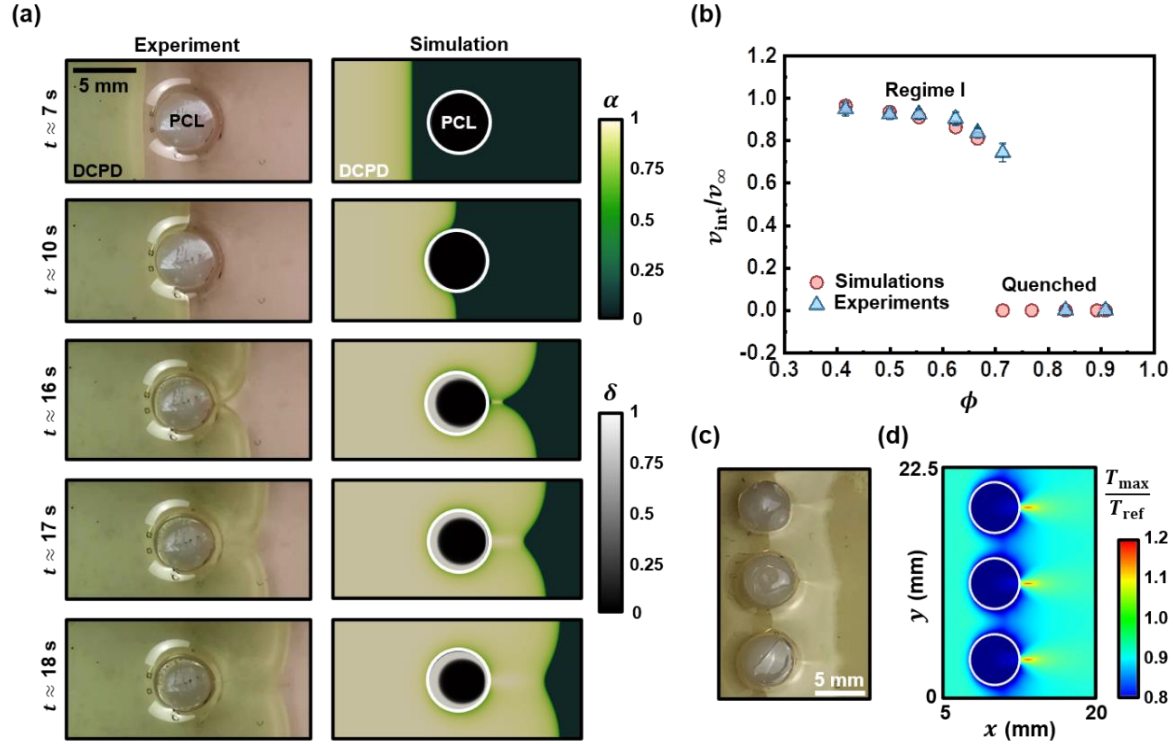 (a)
Experiment
Simulation
5 mm
PCL
DCPD
t ≈ 7 s
PCL
DCPD
α
1
0.75
0.5
0.25
0
t ≈ 10 s
t ≈ 16 s
δ
1
0.75
0.5
0.25
0
t ≈ 17 s
t ≈ 18 s
(b)
1.2
1.0
0.8
0.6
0.4
0.2
0.0
-0.2
v_int/v_∞
Regime I
Simulations
Experiments
Quenched
0.3 0.4 0.5 0.6 0.7 0.8 0.9 1.0
ϕ
(c)
5 mm
(d)
22.5
y (mm)
0
5 20
x (mm)
T_max
T_ref
1.2
1.1
1.0
0.9
0.8